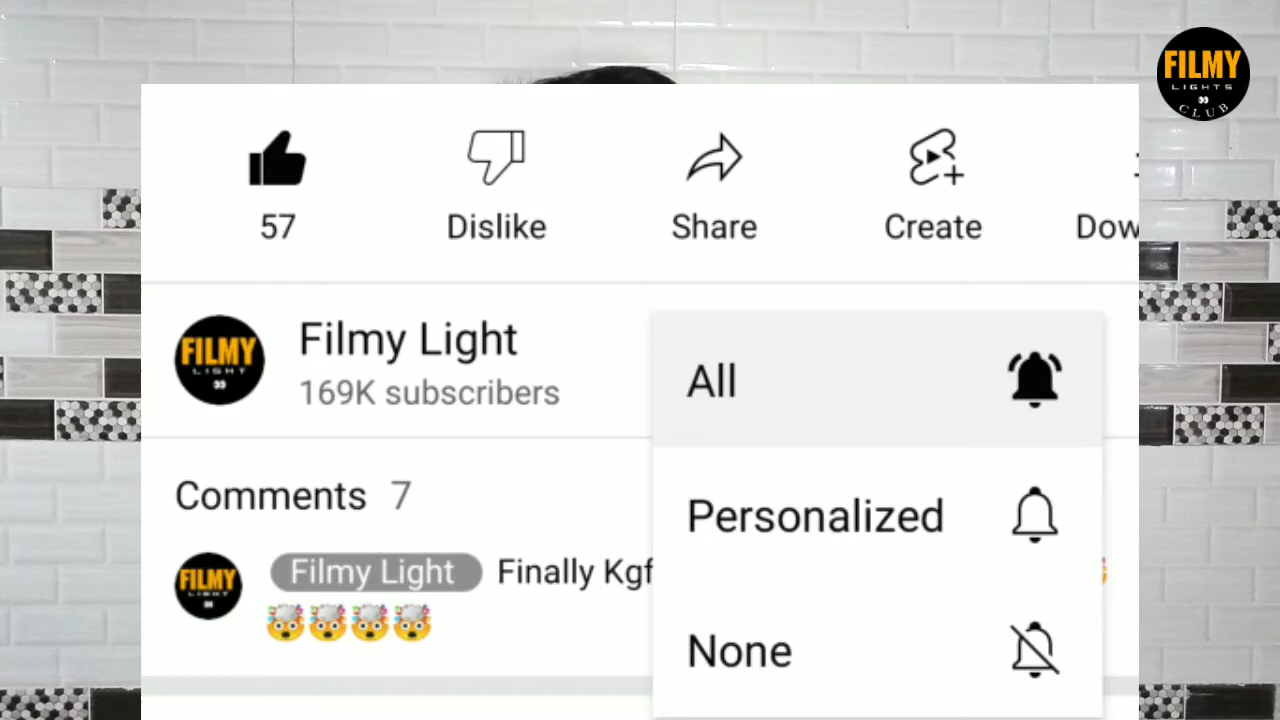 FILMY
LIGHTS
CLUB
57
Dislike
Share
Create
Dow
FILMY
LIGHT
Filmy Light
169K subscribers
All
Comments 7
Personalized
FILMY
LIGHT
Filmy Light Finally Kgf
None